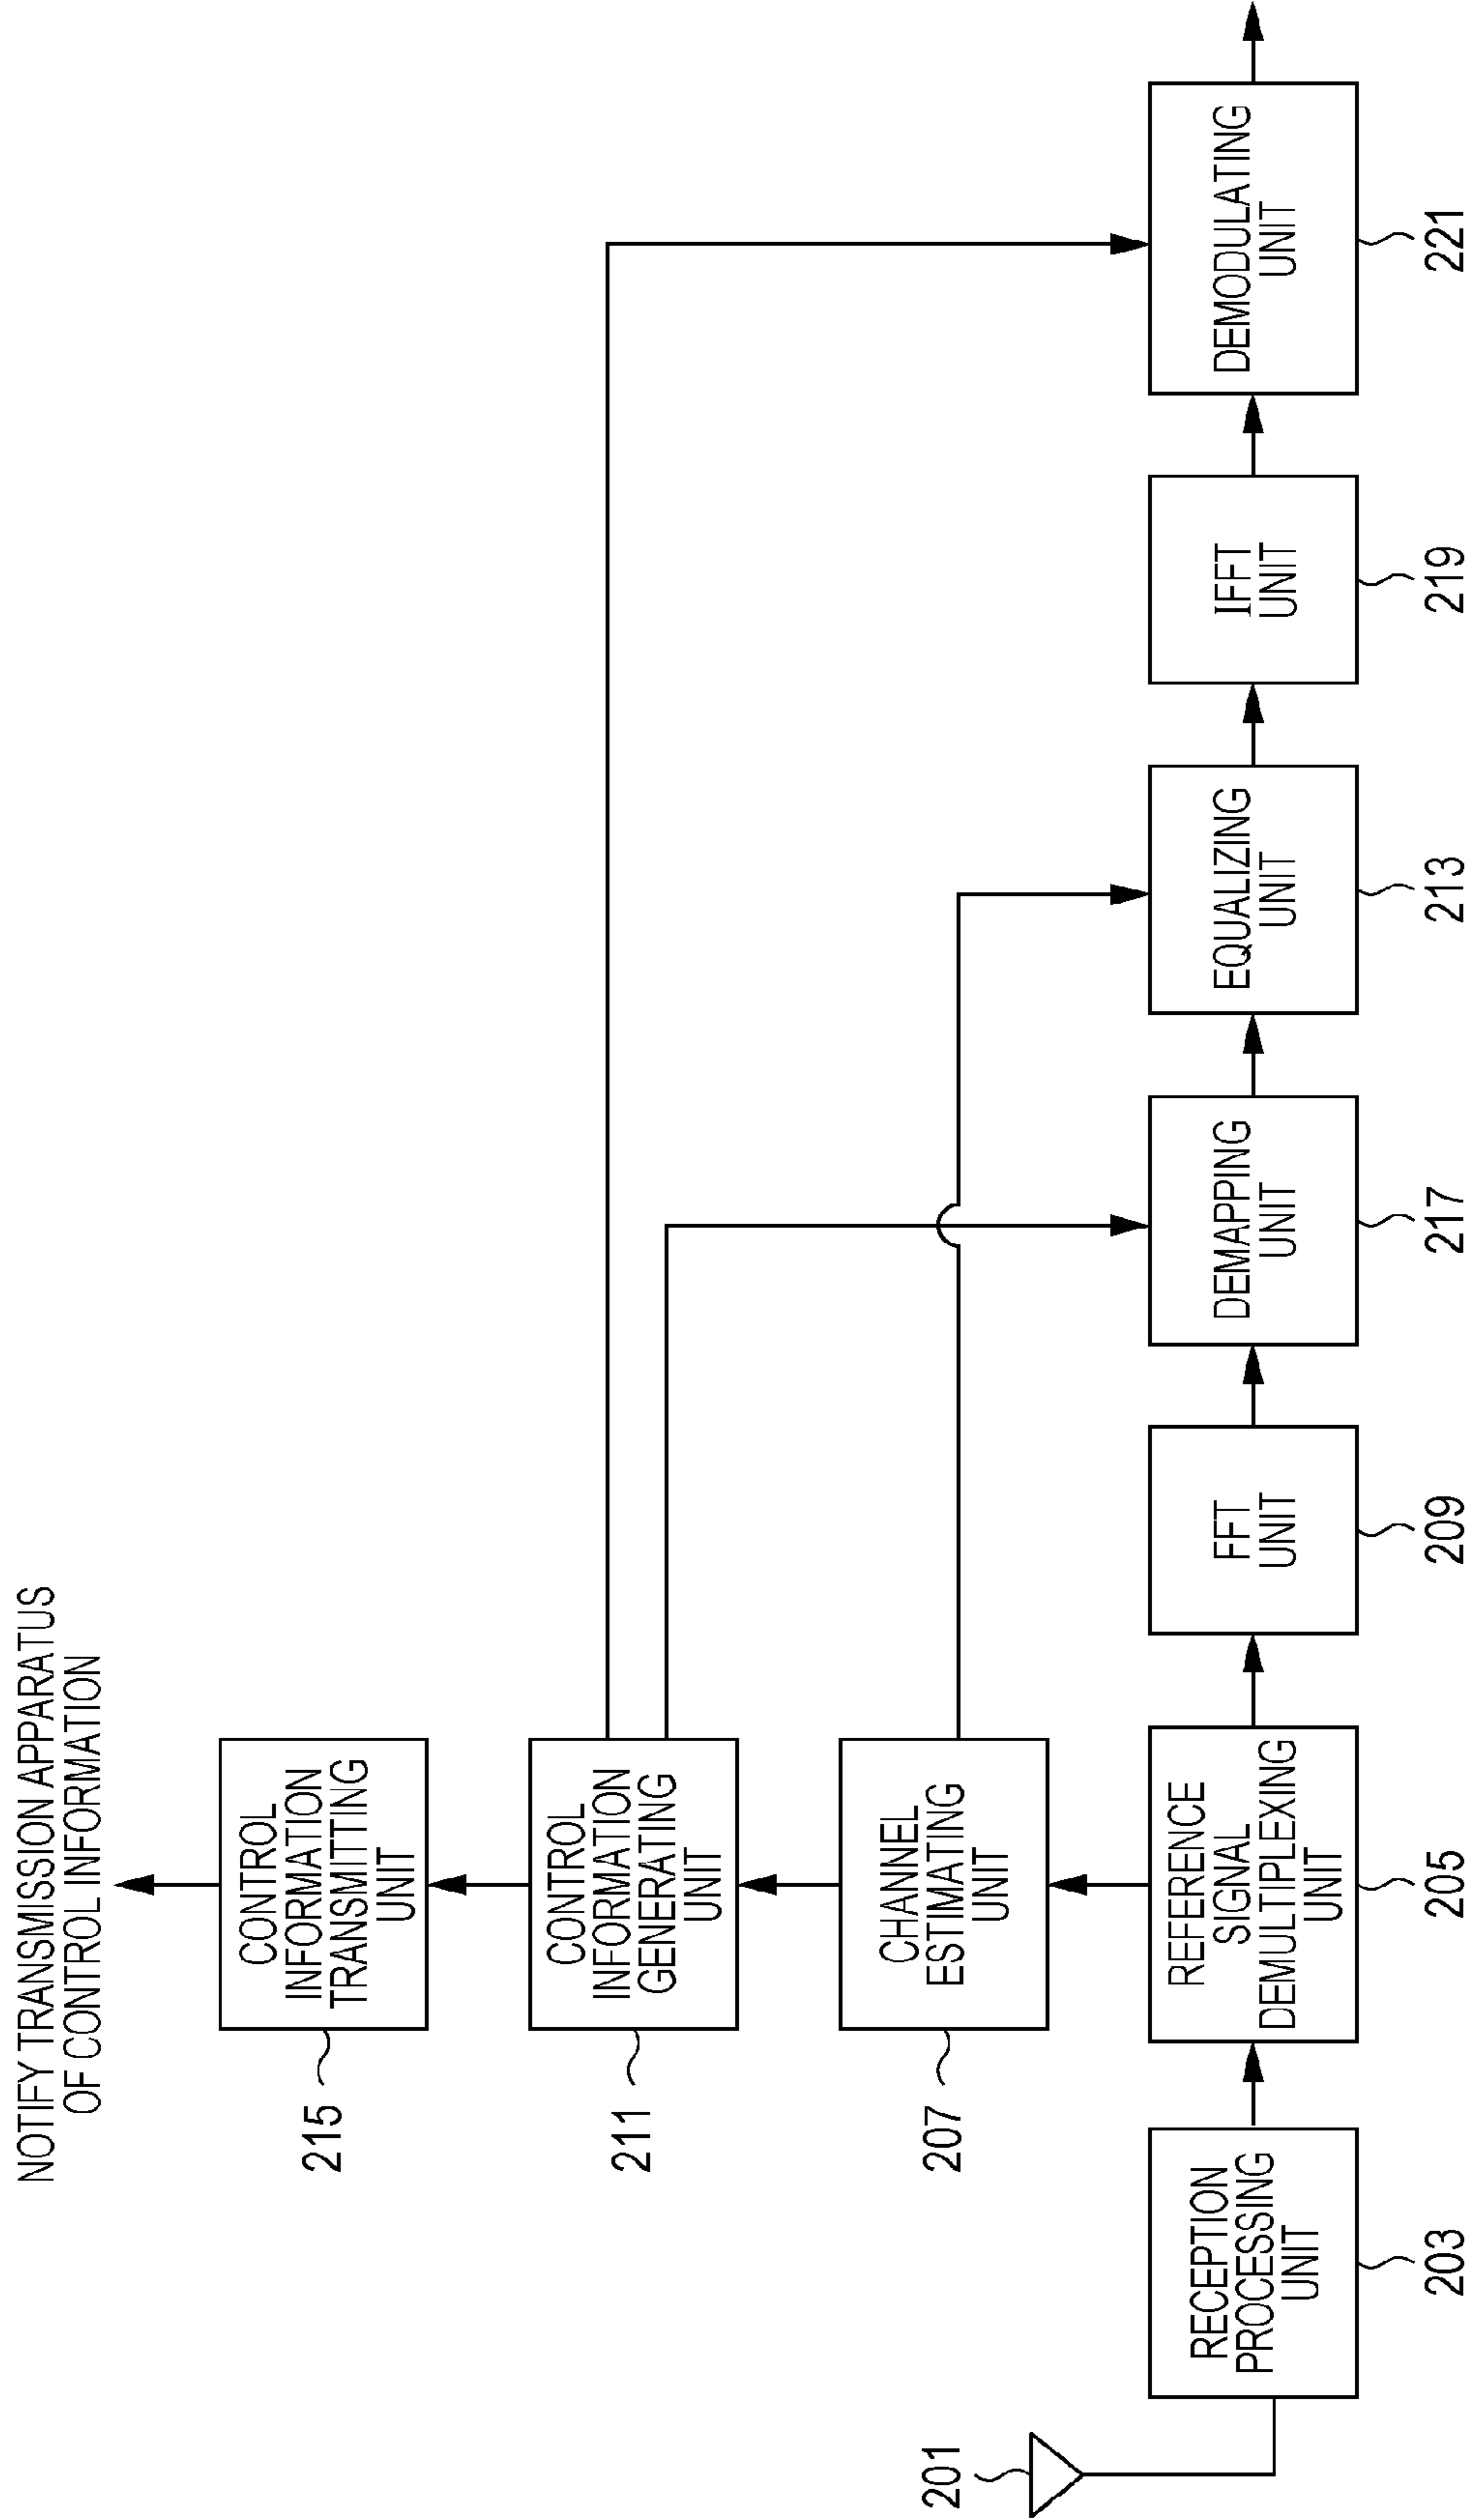 NOTIFY TRANSMISSION APPARATUS
OF CONTROL INFORMATION
215
CONTROL
INFORMATION
TRANSMITTING
UNIT
211
CONTROL
INFORMATION
GENERATING
UNIT
207
CHANNEL
ESTIMATING
UNIT
201
RECEPTION
PROCESSING
UNIT
203
REFERENCE
SIGNAL
DEMULTIPLEXING
UNIT
205
FFT
UNIT
209
DEMAPPING
UNIT
217
EQUALIZING
UNIT
213
IFFT
UNIT
219
DEMODULATING
UNIT
221